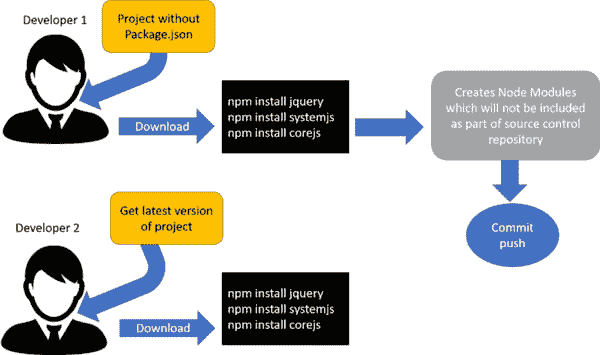 Developer 1
Project without
Package.json
Download
npm install jquery
npm install systemjs
npm install corejs
Creates Node Modules
which will not be included
as part of source control
repository
Commit
push
Developer 2
Get latest version
of project
Download
npm install jquery
npm install systemjs
npm install corejs